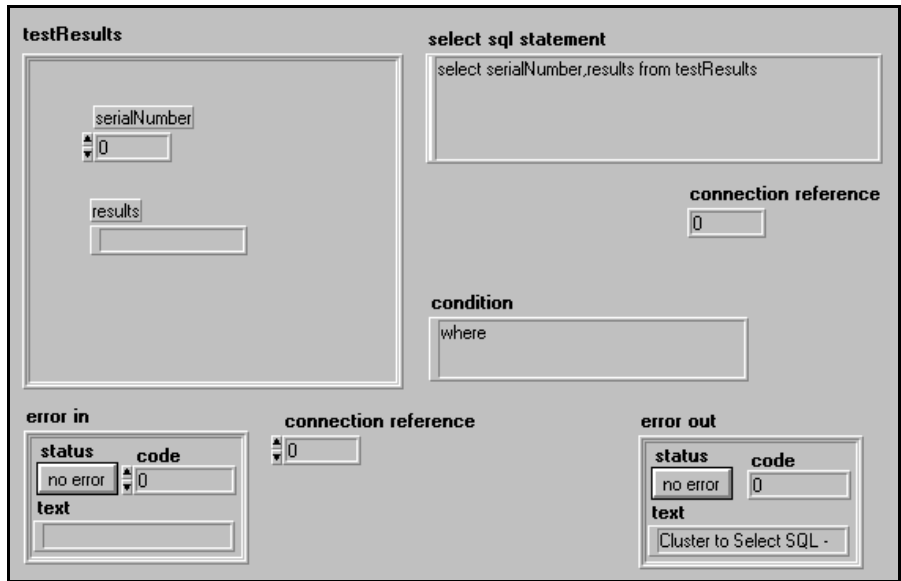 testResults
select sql statement
select serialNumber,results from testResults
serialNumber
0
results
connection reference
0
condition
where
error in
status
code
no error
0
text
connection reference
0
error out
status
code
no error
0
text
Cluster to Select SQL -